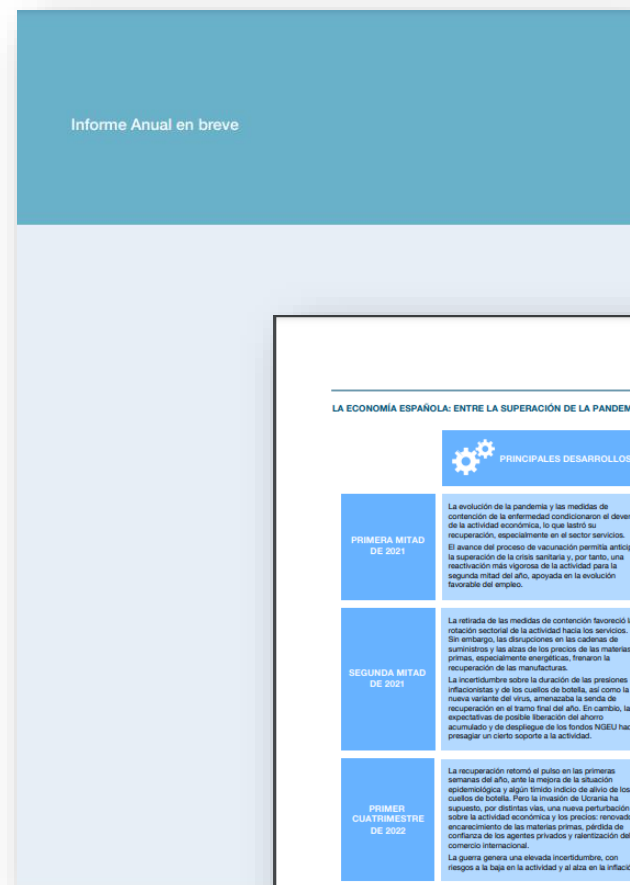 Informe Anual en breve
LA ECONOMÍA ESPAÑOLA: ENTRE LA SUPERACIÓN DE LA PANDEM
PRINCIPALES DESARROLLOS
PRIMERA MITAD
DE 2021
La evolución de la pandemia y las medidas de
contención de la enfermedad condicionaron el deven
de la actividad económica, lo que lastró su
recuperación, especialmente en el sector servicios.
El avance del proceso de vacunación permitía anticip
la superación de la crisis sanitaria y, por tanto, una
reactivación más vigorosa de la actividad para la
segunda mitad del año, apoyada en la evolución
favorable del empleo.
SEGUNDA MITAD
DE 2021
La retirada de las medidas de contención favoreció l
rotación sectorial de la actividad hacia los servicios.
Sin embargo, las disrupciones en las cadenas de
suministros y las alzas de los precios de las materias
primas, especialmente energéticas, frenaron la
recuperación de las manufacturas.
La incertidumbre sobre la duración de las presiones
inflacionistas y de los cuellos de botella, así como la
nueva variante del virus, amenazaba la senda de
recuperación en el tramo final del año. En cambio, la
expectativas de posible liberación del ahorro
acumulado y de despliegue de los fondos NGEU hac
presagiar un cierto soporte a la actividad.
PRIMER
CUATRIMESTRE
DE 2022
La recuperación retomó el pulso en las primeras
semanas del año, ante la mejora de la situación
epidemiológica y algún tímido indicio de alivio de los
cuellos de botella. Pero la invasión de Ucrania ha
supuesto, por distintas vías, una nueva perturbación
sobre la actividad económica y los precios: renovado
encarecimiento de las materias primas, pérdida de
confianza de los agentes privados y ralentización del
comercio internacional.
La guerra genera una elevada incertidumbre, con
riesgos a la baja en la actividad y al alza en la inflació